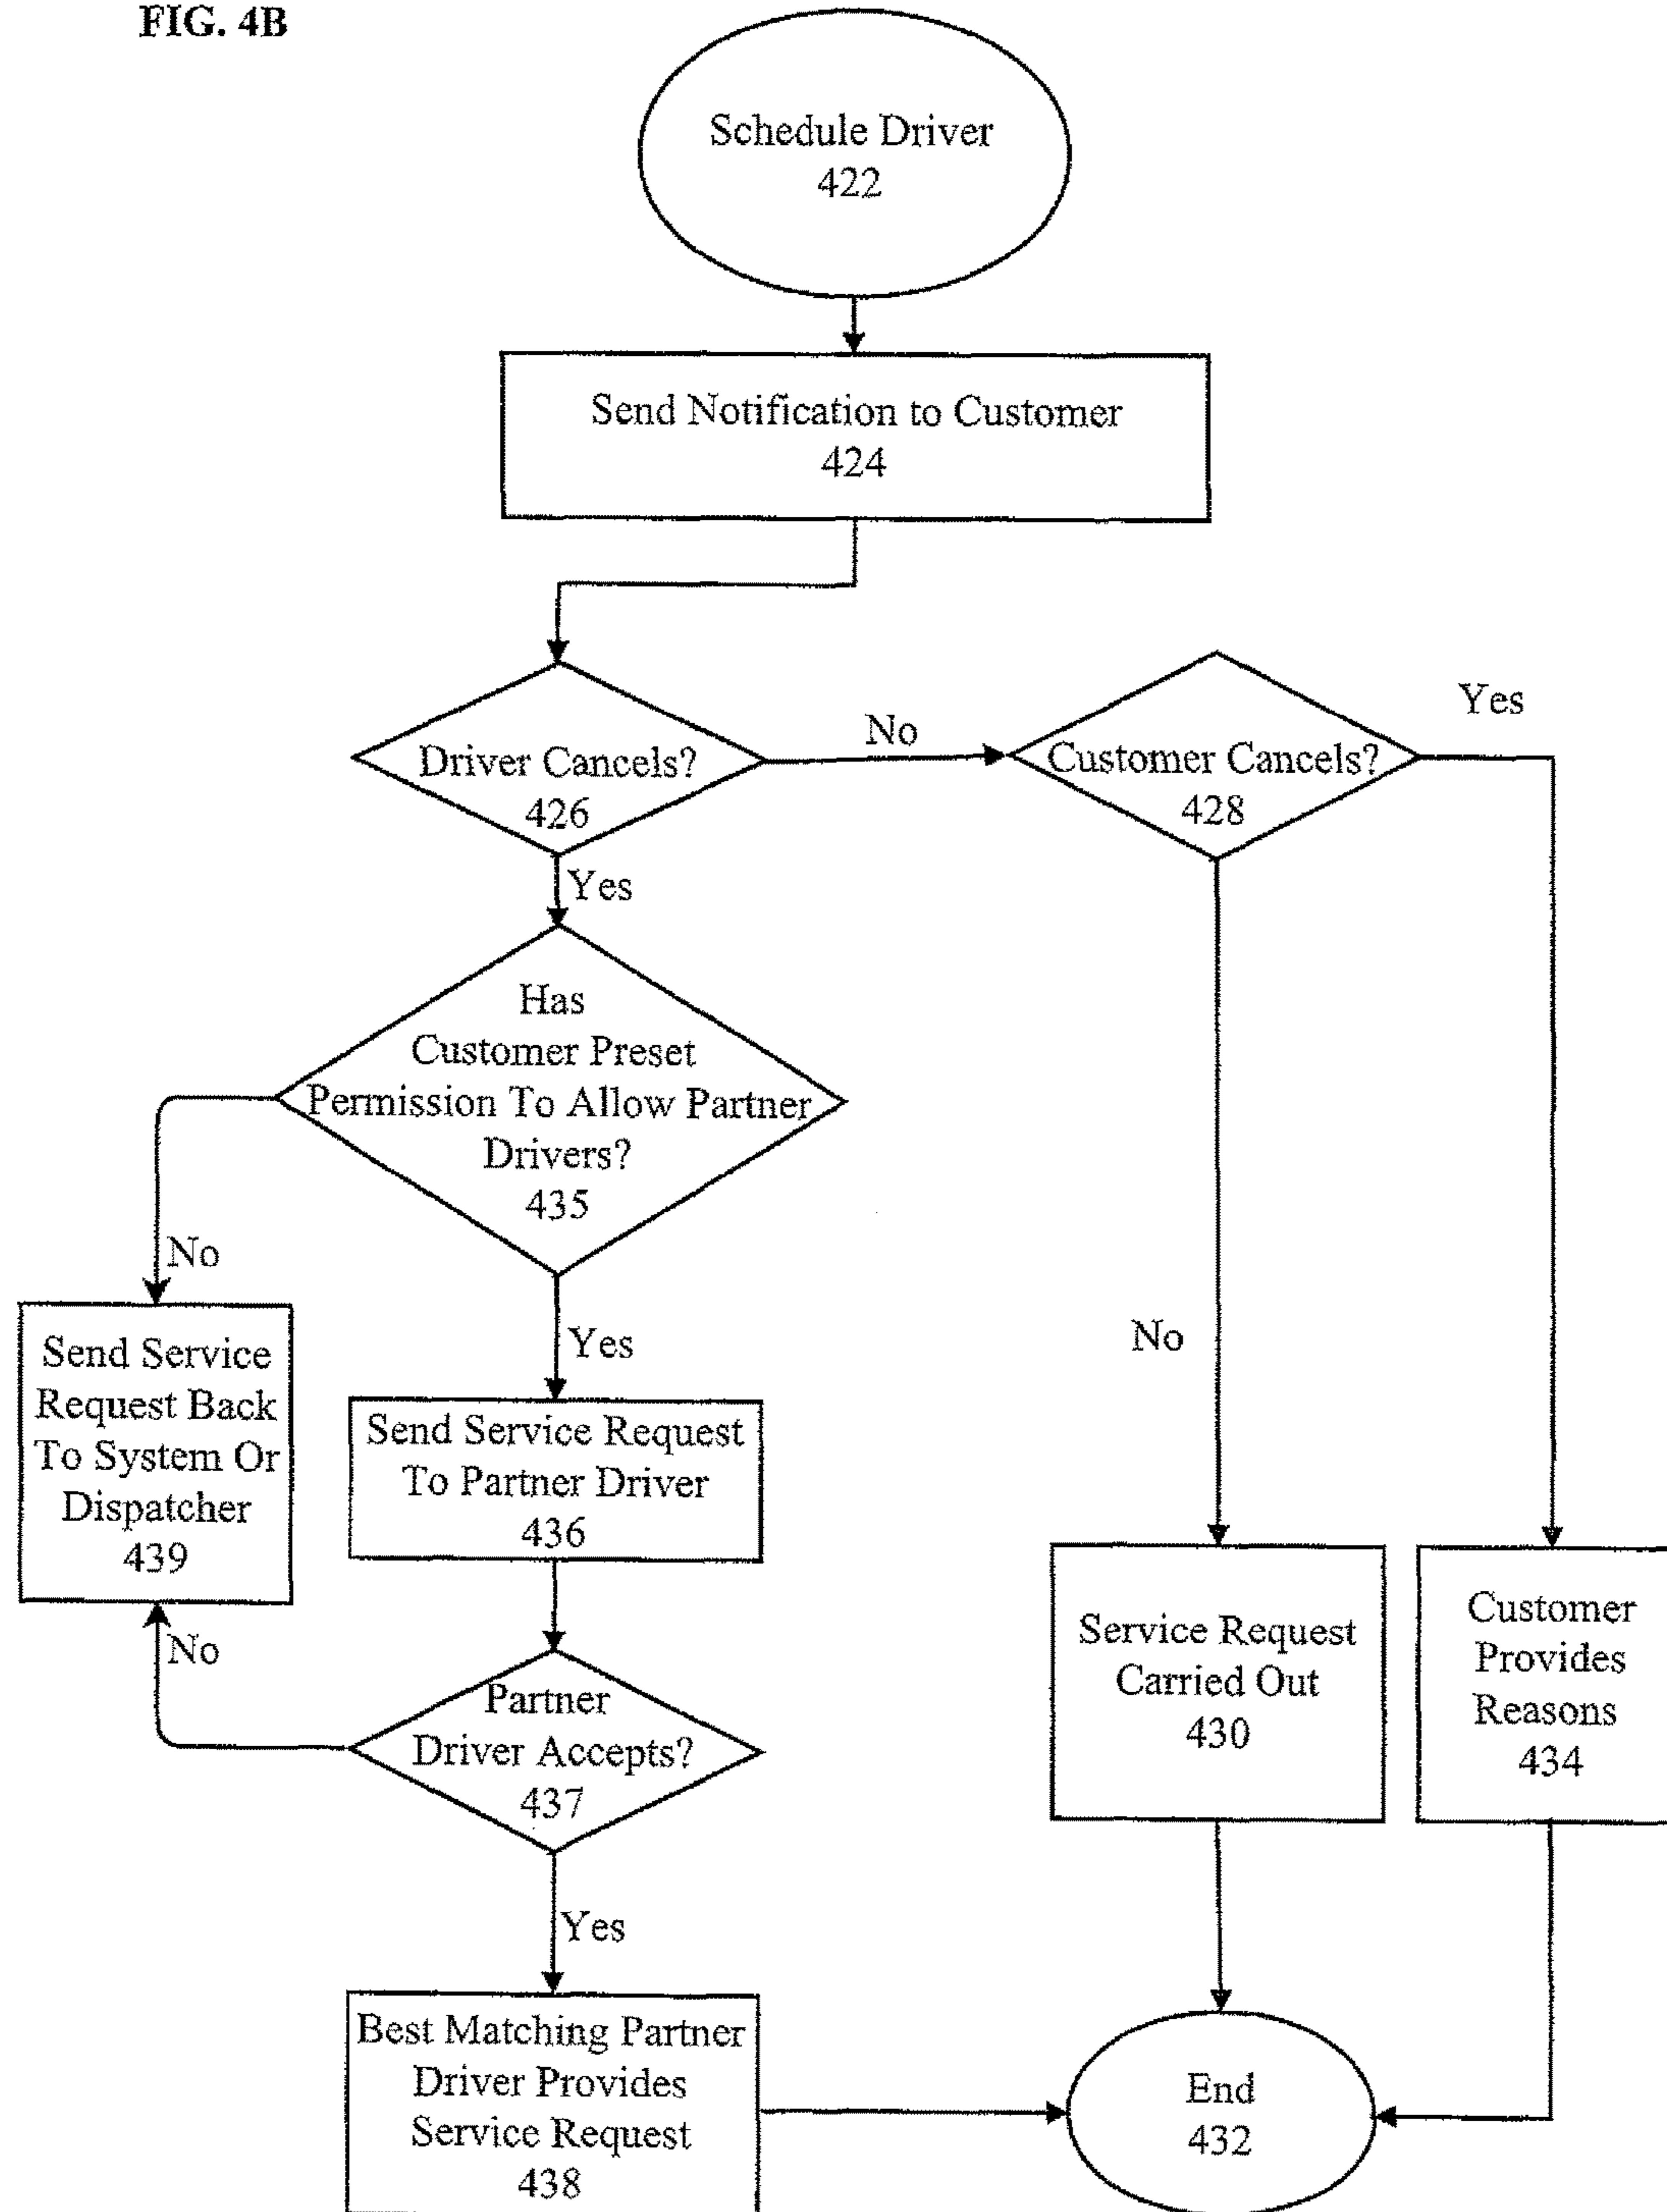 FIG. 4B
Schedule Driver
422
Send Notification to Customer
424
Driver Cancels?
426
No
Customer Cancels?
428
Yes
Yes
Has
Customer Preset
Permission To Allow Partner
Drivers?
435
No
Yes
No
Send Service
Request Back
To System Or
Dispatcher
439
Send Service Request
To Partner Driver
436
No
Partner
Driver Accepts?
437
Service Request
Carried Out
430
Customer
Provides
Reasons
434
Yes
Best Matching Partner
Driver Provides
Service Request
438
End
432